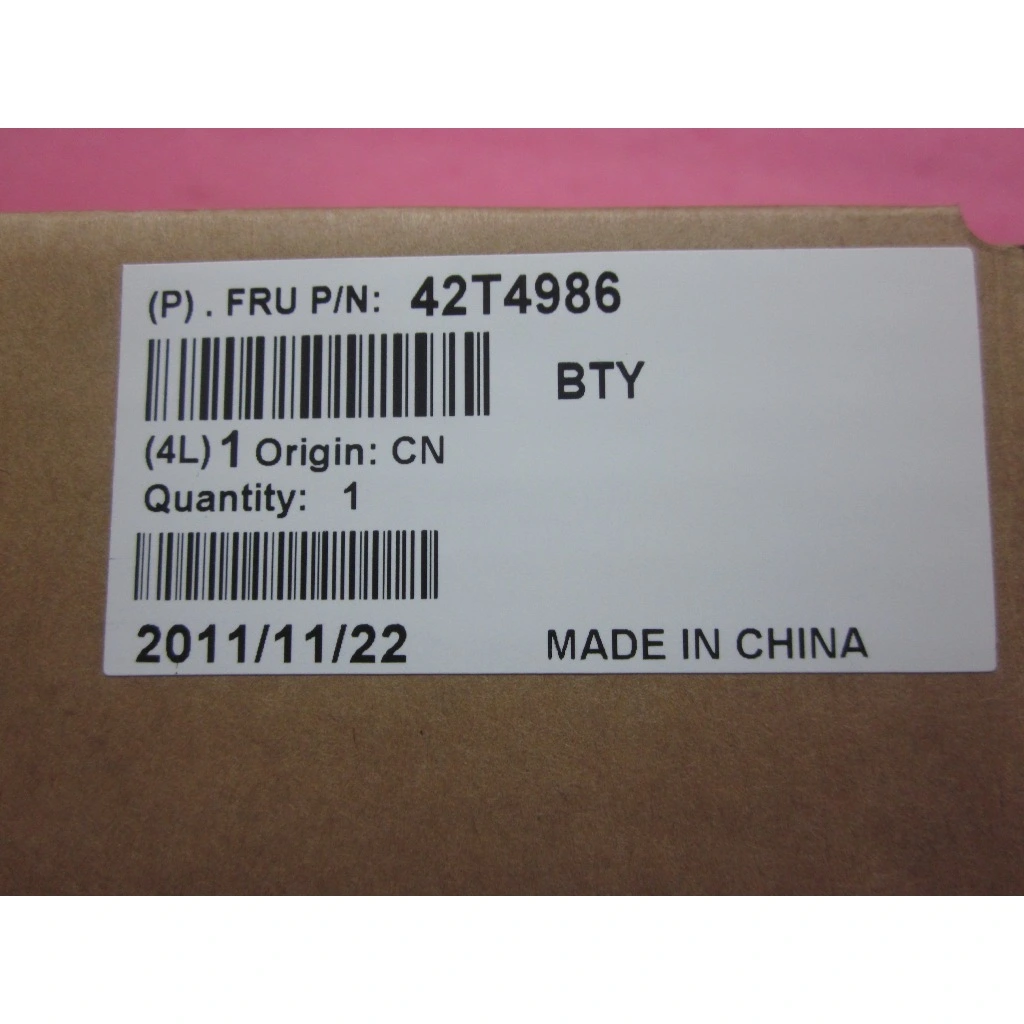 (P) . FRU P/N: 42T4986
BTY
(4L) 1 Origin: CN
Quantity: 1
2011/11/22 MADE IN CHINA